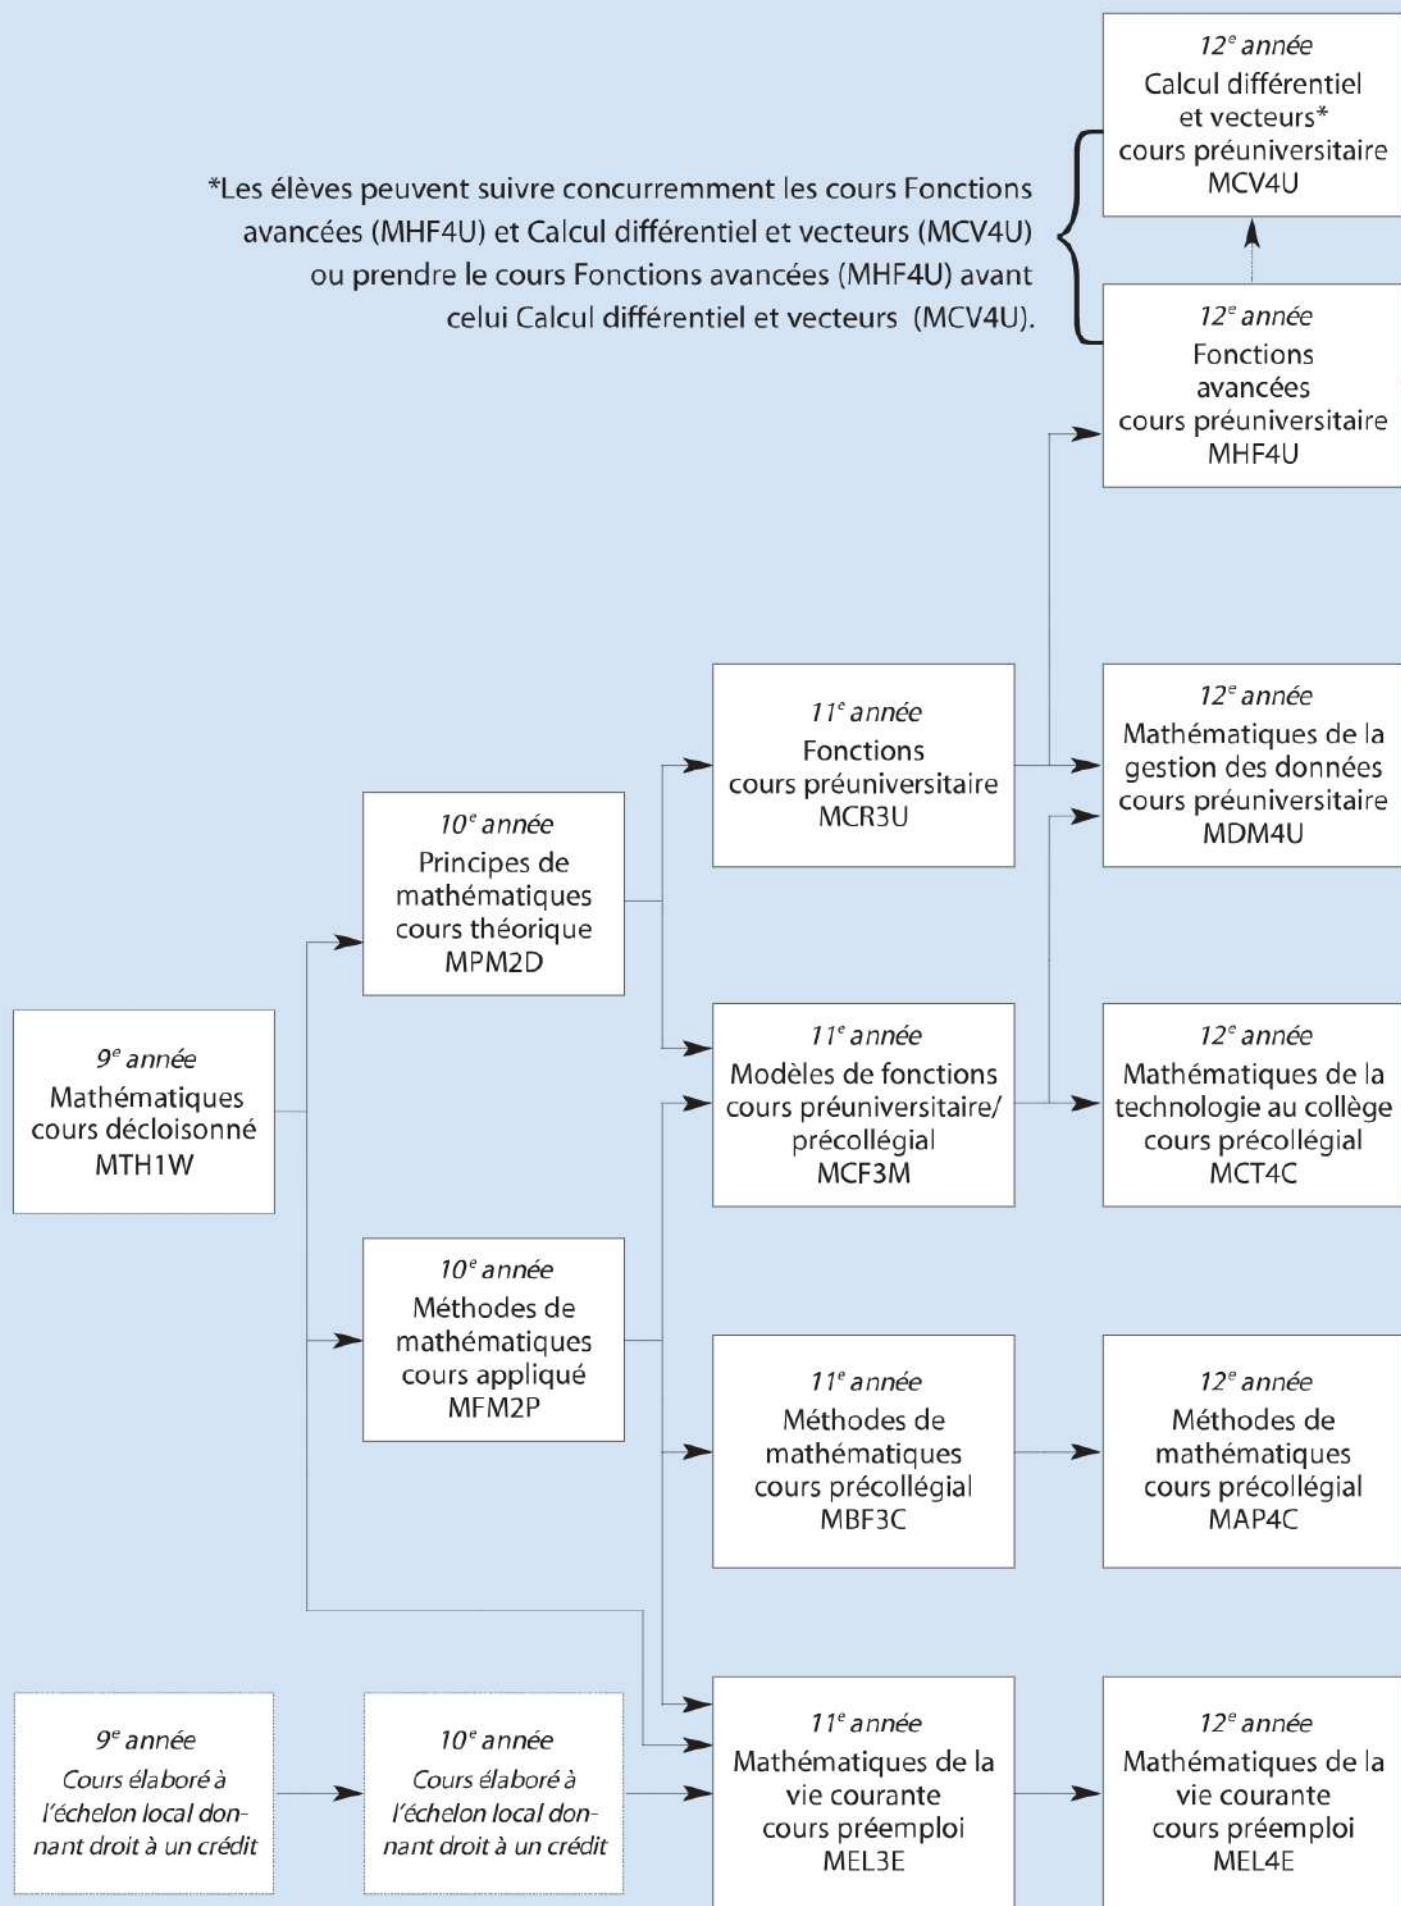 12e année
Calcul différentiel
et vecteurs*
cours préuniversitaire
MCV4U
*Les élèves peuvent suivre concurremment les cours Fonctions
avancées (MHF4U) et Calcul différentiel et vecteurs (MCV4U)
ou prendre le cours Fonctions avancées (MHF4U) avant
celui Calcul différentiel et vecteurs (MCV4U).
12e année
Fonctions
avancées
cours préuniversitaire
MHF4U
11e année
Fonctions
cours préuniversitaire
MCR3U
12e année
Mathématiques de la
gestion des données
cours préuniversitaire
MDM4U
10e année
Principes de
mathématiques
cours théorique
MPM2D
9e année
Mathématiques
cours décloisonné
MTH1W
11e année
Modèles de fonctions
cours préuniversitaire/
précollégial
MCF3M
12e année
Mathématiques de la
technologie au collège
cours précollégial
MCT4C
10e année
Méthodes de
mathématiques
cours appliqué
MFM2P
11e année
Méthodes de
mathématiques
cours précollégial
MBF3C
12e année
Méthodes de
mathématiques
cours précollégial
MAP4C
9e année
Cours élaboré à
l'échelon local don-
nant droit à un crédit
10e année
Cours élaboré à
l'échelon local don-
nant droit à un crédit
11e année
Mathématiques de la
vie courante
cours préemploi
MEL3E
12e année
Mathématiques de la
vie courante
cours préemploi
MEL4E